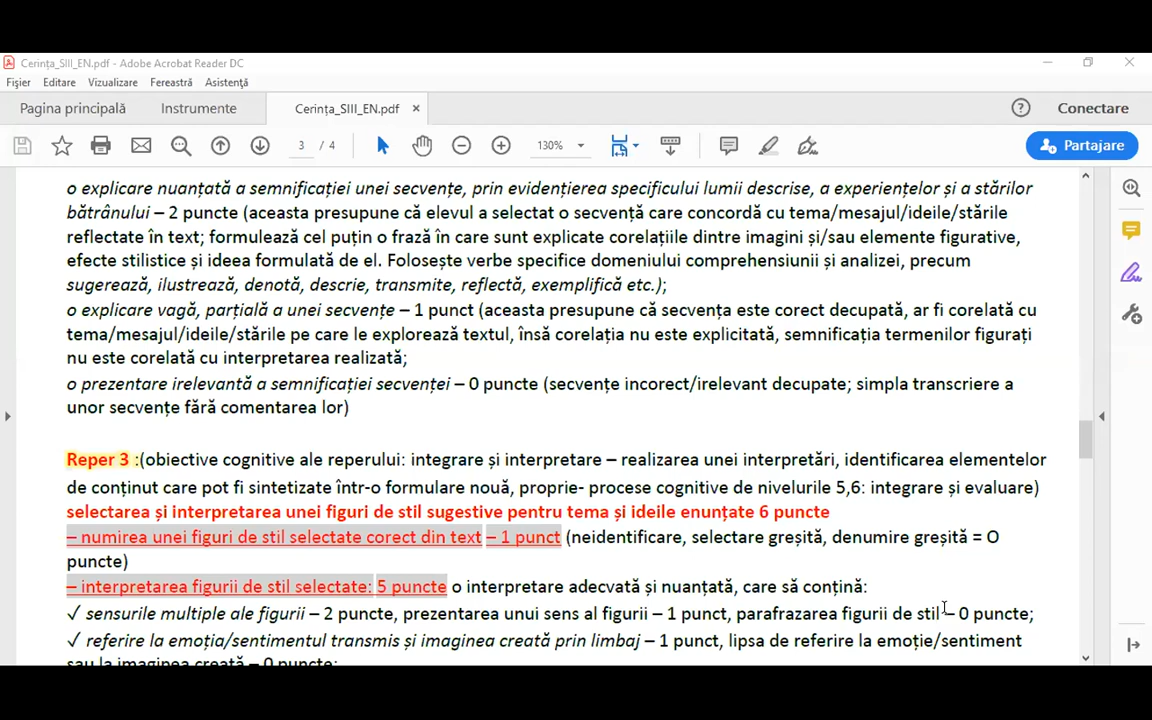 Cerința_SIII_EN.pdf - Adobe Acrobat Reader DC
Fișier Editare Vizualizare Fereastră Asistență
Pagina principală Instrumente Cerința_SIII_EN.pdf × ? Conectare
3 / 4 130% Partajare
o explicare nuanțată a semnificației unei secvențe, prin evidențierea specificului lumii descrise, a experiențelor și a stărilor
bătrânului – 2 puncte (aceasta presupune că elevul a selectat o secvență care concordă cu tema/mesajul/ideile/stările
reflectate în text; formulează cel puțin o frază în care sunt explicate corelațiile dintre imagini și/sau elemente figurative,
efecte stilistice și ideea formulată de el. Folosește verbe specifice domeniului comprehensiunii și analizei, precum
sugerează, ilustrează, denotă, descrie, transmite, reflectă, exemplifică etc.);
o explicare vagă, parțială a unei secvențe – 1 punct (aceasta presupune că secvența este corect decupată, ar fi corelată cu
tema/mesajul/ideile/stările pe care le explorează textul, însă corelația nu este explicitată, semnificația termenilor figurați
nu este corelată cu interpretarea realizată;
o prezentare irelevantă a semnificației secvenței – 0 puncte (secvențe incorect/irelevant decupate; simpla transcriere a
unor secvențe fără comentarea lor)
Reper 3 :(obiective cognitive ale reperului: integrare și interpretare – realizarea unei interpretări, identificarea elementelor
de conținut care pot fi sintetizate într-o formulare nouă, proprie- procese cognitive de nivelurile 5,6: integrare și evaluare)
selectarea și interpretarea unei figuri de stil sugestive pentru tema și ideile enunțate 6 puncte
– numirea unei figuri de stil selectate corect din text – 1 punct (neidentificare, selectare greșită, denumire greșită = O
puncte)
– interpretarea figurii de stil selectate: 5 puncte o interpretare adecvată și nuanțată, care să conțină:
✓ sensurile multiple ale figurii – 2 puncte, prezentarea unui sens al figurii – 1 punct, parafrazarea figurii de stil – 0 puncte;
✓ referire la emoția/sentimentul transmis și imaginea creată prin limbaj – 1 punct, lipsa de referire la emoție/sentiment
sau la imaginea creată – 0 puncte;